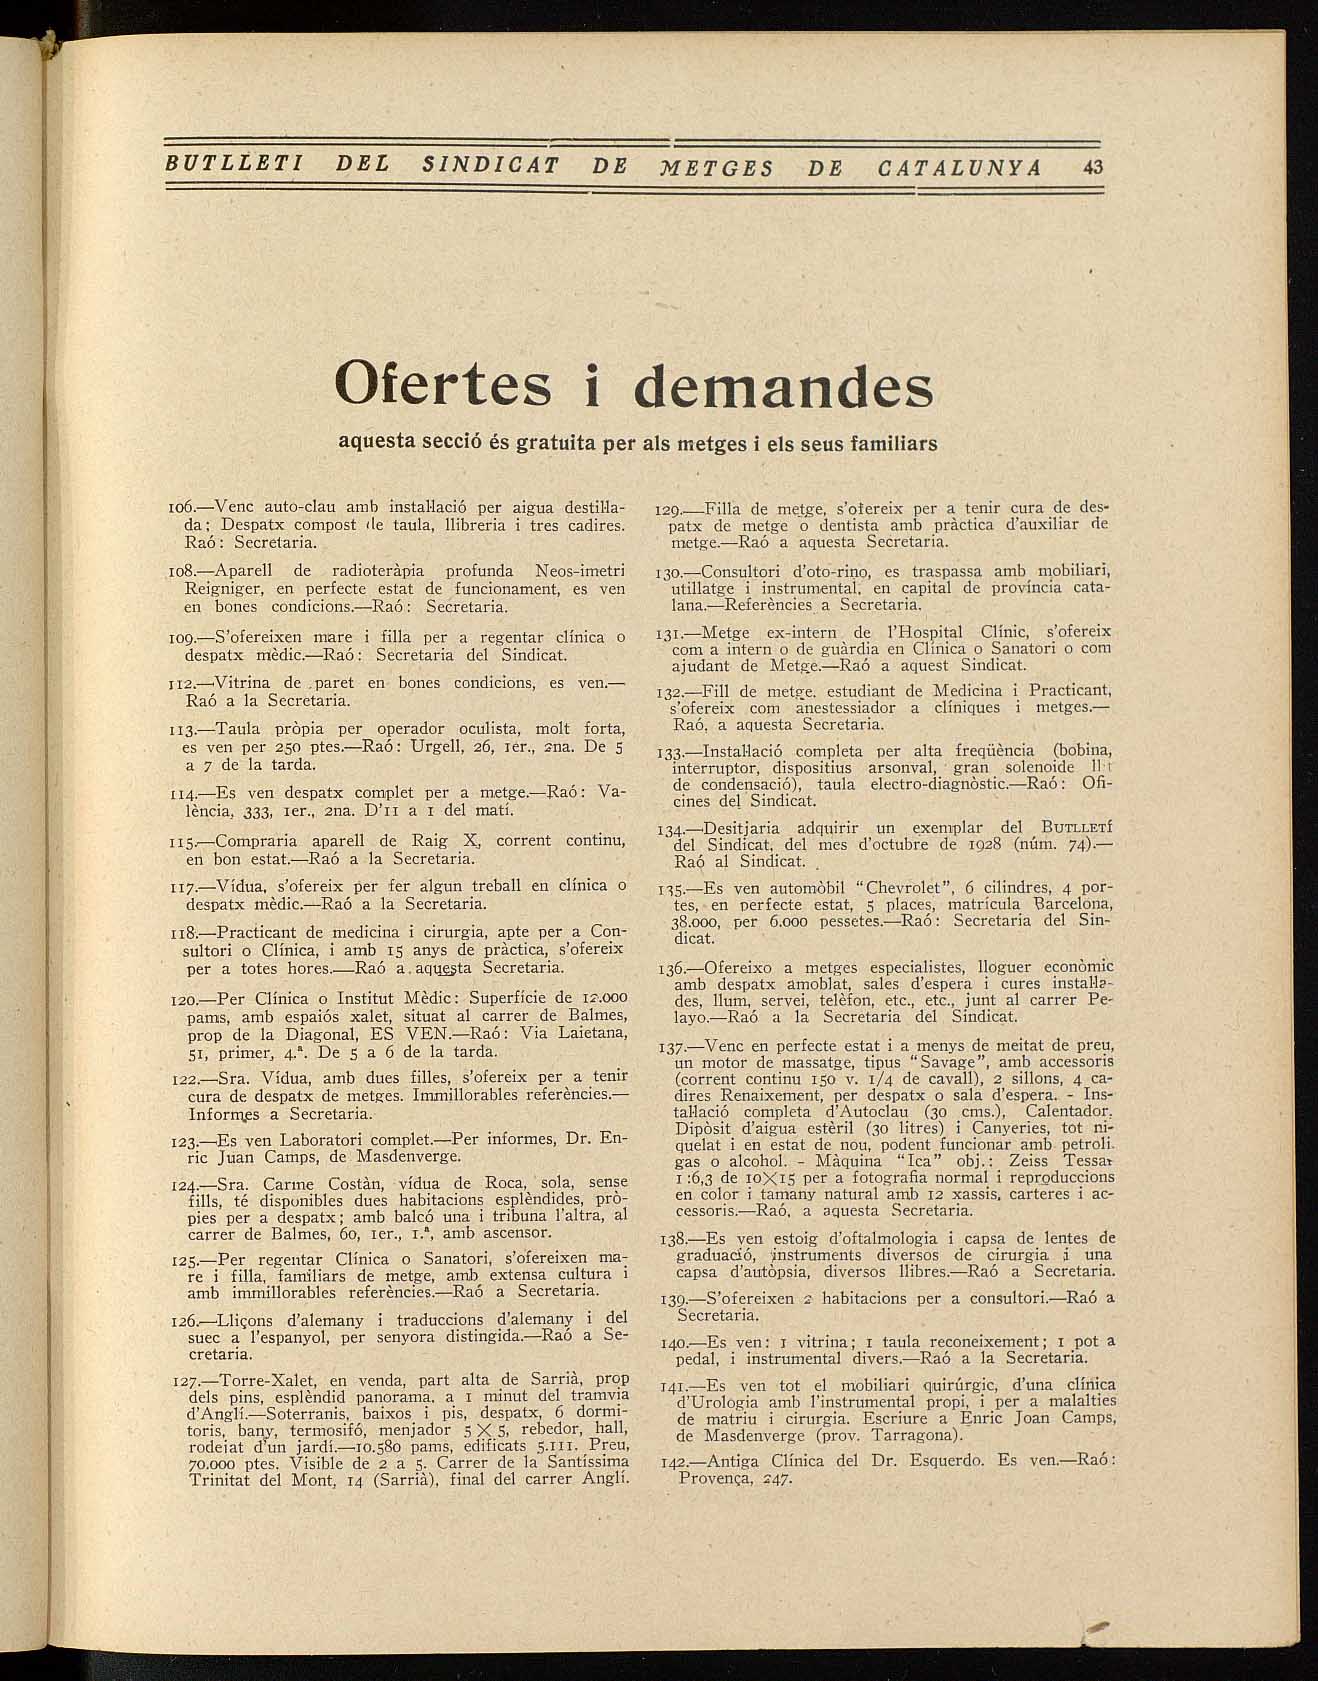 BUTLLETI DEL SINDICAT DE METGES DE CATALUNYA 43
Ofertes i demandes
aquesta secció és gratuita per als metges i els seus familiars
106.—Venc auto-clau amb instaŀlació per aigua destiŀla-
da; Despatx compost de taula, llibreria i tres cadires.
Raó: Secretaria.
108.—Aparell de radioteràpia profunda Neos-imetri
Reigniger, en perfecte estat de funcionament, es ven
en bones condicions.—Raó: Secretaria.
109.—S'ofereixen mare i filla per a regentar clínica o
despatx mèdic.—Raó: Secretaria del Sindicat.
112.—Vitrina de paret en bones condicions, es ven.—
Raó a la Secretaria.
113.—Taula pròpia per operador oculista, molt forta,
es ven per 250 ptes.—Raó: Urgell, 26, 1er., 2na. De 5
a 7 de la tarda.
114.—Es ven despatx complet per a metge.—Raó: Va-
lència, 333, 1er., 2na. D'11 a 1 del matí.
115.—Compraria aparell de Raig X, corrent continu,
en bon estat.—Raó a la Secretaria.
117.—Vídua, s'ofereix per fer algun treball en clínica o
despatx mèdic.—Raó a la Secretaria.
118.—Practicant de medicina i cirurgia, apte per a Con-
sultori o Clínica, i amb 15 anys de pràctica, s'ofereix
per a totes hores.—Raó a aquesta Secretaria.
120.—Per Clínica o Institut Mèdic: Superfície de 12.000
pams, amb espaiós xalet, situat al carrer de Balmes,
prop de la Diagonal, ES VEN.—Raó: Via Laietana,
51, primer, 4.ª. De 5 a 6 de la tarda.
122.—Sra. Vídua, amb dues filles, s'ofereix per a tenir
cura de despatx de metges. Immillorables referències.—
Informes a Secretaria.
123.—Es ven Laboratori complet.—Per informes, Dr. En-
ric Juan Camps, de Masdenverge.
124.—Sra. Carme Costàn, vídua de Roca, sola, sense
fills, té disponibles dues habitacions esplèndides, prò-
pies per a despatx; amb balcó una i tribuna l'altra, al
carrer de Balmes, 60, 1er., 1.ª, amb ascensor.
125.—Per regentar Clínica o Sanatori, s'ofereixen ma-
re i filla, familiars de metge, amb extensa cultura i
amb immillorables referències.—Raó a Secretaria.
126.—Lliçons d'alemany i traduccions d'alemany i del
suec a l'espanyol, per senyora distingida.—Raó a Se-
cretaria.
127.—Torre-Xalet, en venda, part alta de Sarrià, prop
dels pins, esplèndid panorama, a 1 minut del tramvia
d'Anglí.—Soterranis, baixos i pis, despatx, 6 dormi-
toris, bany, termosifó, menjador 5 X 5, rebedor, hall,
rodejat d'un jardí.—10.580 pams, edificats 5.111. Preu,
70.000 ptes. Visible de 2 a 5. Carrer de la Santíssima
Trinitat del Mont, 14 (Sarrià), final del carrer Anglí.
129.—Filla de metge, s'ofereix per a tenir cura de des-
patx de metge o dentista amb pràctica d'auxiliar de
metge.—Raó a aquesta Secretaria.
130.—Consultori d'oto-rino, es traspassa amb mobiliari,
utillatge i instrumental, en capital de província cata-
lana.—Referències a Secretaria.
131.—Metge ex-intern de l'Hospital Clínic, s'ofereix
com a intern o de guàrdia en Clínica o Sanatori o com
ajudant de Metge.—Raó a aquest Sindicat.
132.—Fill de metge, estudiant de Medicina i Practicant,
s'ofereix com anestessiador a clíniques i metges.—
Raó, a aquesta Secretaria.
133.—Instaŀlació completa per alta freqüència (bobina,
interruptor, dispositius arsonval, gran solenoide llit
de condensació), taula electro-diagnòstic.—Raó: Ofi-
cines del Sindicat.
134.—Desitjaria adquirir un exemplar del BUTLLETÍ
del Sindicat, del mes d'octubre de 1928 (núm. 74).—
Raó al Sindicat.
135.—Es ven automòbil "Chevrolet", 6 cilindres, 4 por-
tes, en perfecte estat, 5 places, matrícula Barcelona,
38.000, per 6.000 pessetes.—Raó: Secretaria del Sin-
dicat.
136.—Ofereixo a metges especialistes, lloguer econòmic
amb despatx amoblat, sales d'espera i cures instaŀla-
des, llum, servei, telèfon, etc., etc., junt al carrer Pe-
layo.—Raó a la Secretaria del Sindicat.
137.—Venc en perfecte estat i a menys de meitat de preu,
un motor de massatge, tipus "Savage", amb accessoris
(corrent continu 150 v. 1/4 de cavall), 2 sillons, 4 ca-
dires Renaixement, per despatx o sala d'espera. - Ins-
taŀlació completa d'Autoclau (30 cms.), Calentador.
Dipòsit d'aigua estèril (30 litres) i Canyeries, tot ni-
quelat i en estat de nou, podent funcionar amb petroli.
gas o alcohol. - Màquina "Ica" obj.: Zeiss Tessar
1:6,3 de 10X15 per a fotografia normal i reproduccions
en color i tamany natural amb 12 xassis, carteres i ac-
cessoris.—Raó, a aquesta Secretaria.
138.—Es ven estoig d'oftalmologia i capsa de lentes de
graduació, instruments diversos de cirurgia i una
capsa d'autòpsia, diversos llibres.—Raó a Secretaria.
139.—S'ofereixen 2 habitacions per a consultori.—Raó a
Secretaria.
140.—Es ven: 1 vitrina; 1 taula reconeixement; 1 pot a
pedal, i instrumental divers.—Raó a la Secretaria.
141.—Es ven tot el mobiliari quirúrgic, d'una clínica
d'Urologia amb l'instrumental propi, i per a malalties
de matriu i cirurgia. Escriure a Enric Joan Camps,
de Masdenverge (prov. Tarragona).
142.—Antiga Clínica del Dr. Esquerdo. Es ven.—Raó:
Provença, 247.